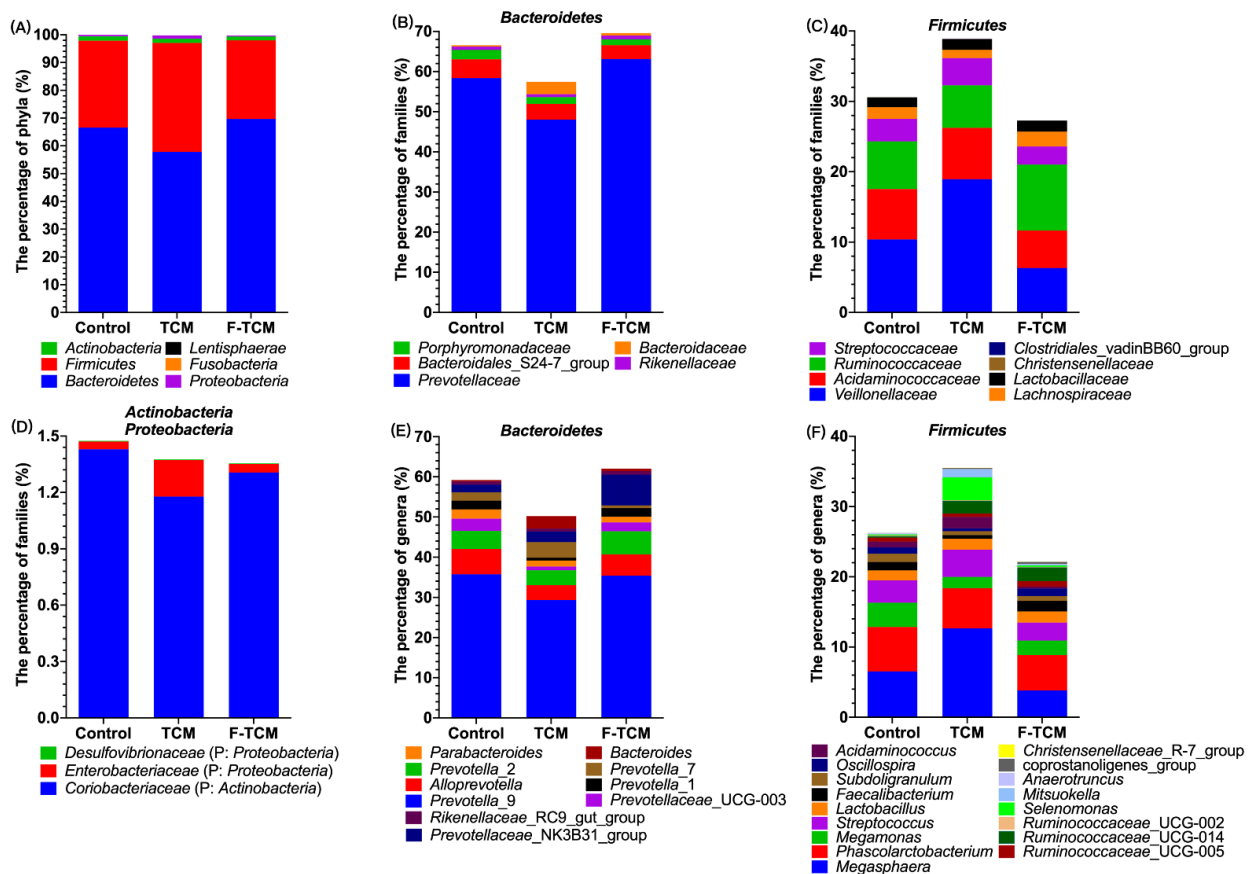 (A)
The percentage of phyla (%)
100
90
80
70
60
50
40
30
20
10
0
Control TCM F-TCM
Actinobacteria Lentisphaerae
Firmicutes Fusobacteria
Bacteroidetes Proteobacteria
(B)
Bacteroidetes
The percentage of families (%)
70
60
50
40
30
20
10
0
Control TCM F-TCM
Porphyromonadaceae Bacteroidaceae
Bacteroidales_S24-7_group Rikenellaceae
Prevotellaceae
(C)
Firmicutes
The percentage of families (%)
40
30
20
10
0
Control TCM F-TCM
Streptococcaceae Clostridiales_vadinBB60_group
Ruminococcaceae Christensenellaceae
Acidaminococcaceae Lactobacillaceae
Veillonellaceae Lachnospiraceae
(D)
Actinobacteria
Proteobacteria
The percentage of families (%)
1.5
1.2
0.9
0.6
0.3
0.0
Control TCM F-TCM
Desulfovibrionaceae (P: Proteobacteria)
Enterobacteriaceae (P: Proteobacteria)
Coriobacteriaceae (P: Actinobacteria)
(E)
Bacteroidetes
The percentage of genera (%)
70
60
50
40
30
20
10
0
Control TCM F-TCM
Parabacteroides Bacteroides
Prevotella_2 Prevotella_7
Alloprevotella Prevotella_1
Prevotella_9 Prevotellaceae_UCG-003
Rikenellaceae_RC9_gut_group
Prevotellaceae_NK3B31_group
(F)
Firmicutes
The percentage of genera (%)
40
30
20
10
0
Control TCM F-TCM
Acidaminococcus Christensenellaceae_R-7_group
Oscillospira coprostanoligenes_group
Subdoligranulum Anaerotruncus
Faecalibacterium Mitsuokella
Lactobacillus Selenomonas
Streptococcus Ruminococcaceae_UCG-002
Megamonas Ruminococcaceae_UCG-014
Phascolarctobacterium Ruminococcaceae_UCG-005
Megasphaera